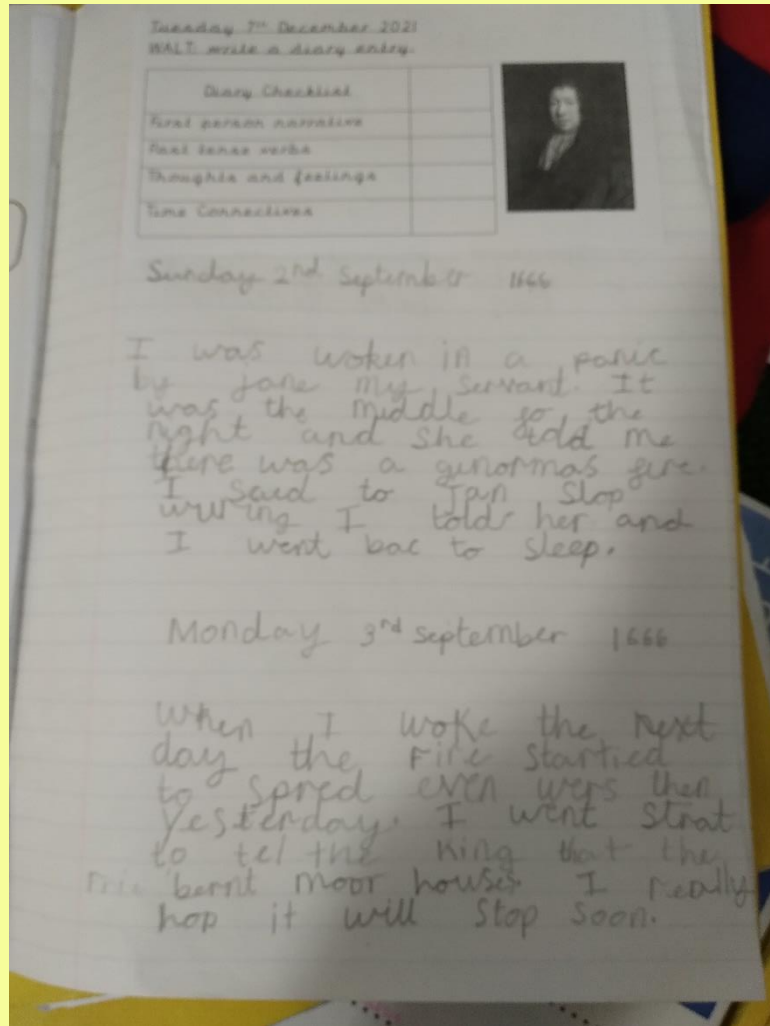 Tuesday 7th December 2021
WALT: write a diary entry.
Diary Checklist
First person narrative
Past tense verbs
Thoughts and feelings
Time Connectives
Sunday 2nd September 1666
I was woken in a panic
by Jane my servant. It
was the middle fo the
night and she told me
there was a ginormas fire.
I said to Jan Stop
wuring I told her and
I went bac to sleep.
Monday 3rd September 1666
When I woke the next
day the Fire startied
to spred even wers then
yesterday. I went strat
to tel the King that the
bernt moor houses. I really
hop it will stop soon.